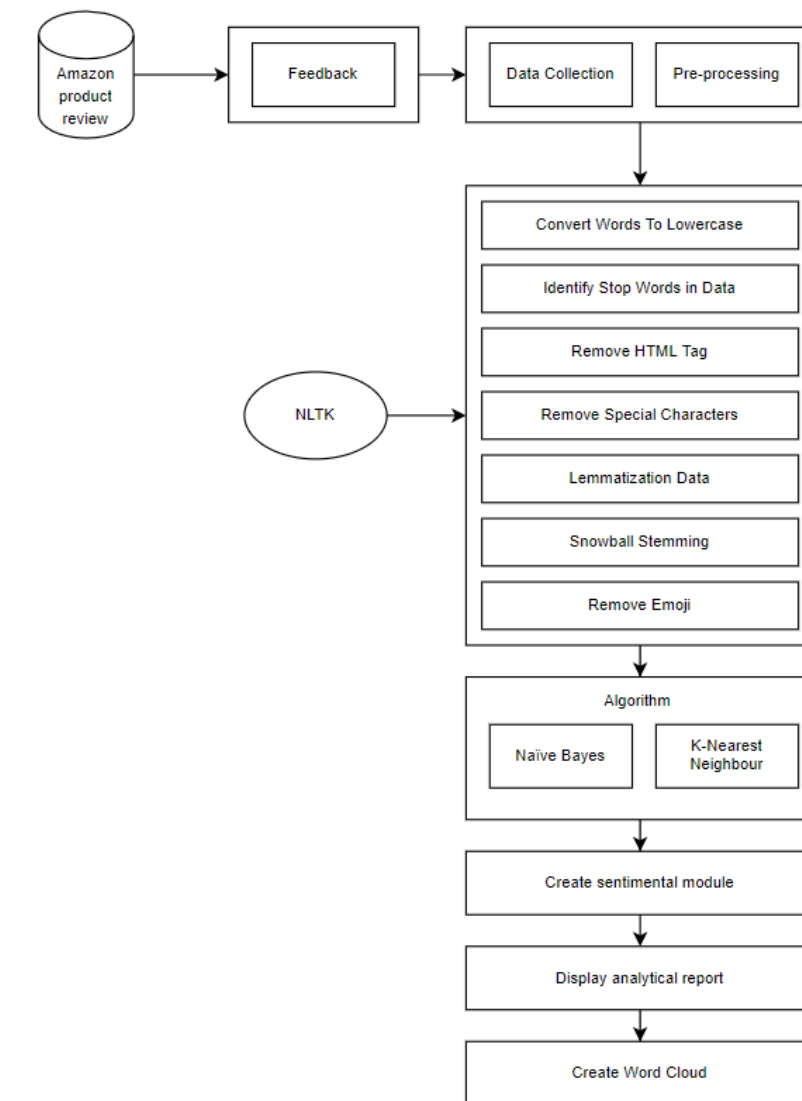 Amazon
product
review
Feedback
Data Collection
Pre-processing
Convert Words To Lowercase
Identify Stop Words in Data
Remove HTML Tag
NLTK
Remove Special Characters
Lemmatization Data
Snowball Stemming
Remove Emoji
Algorithm
Naïve Bayes
K-Nearest
Neighbour
Create sentimental module
Display analytical report
Create Word Cloud